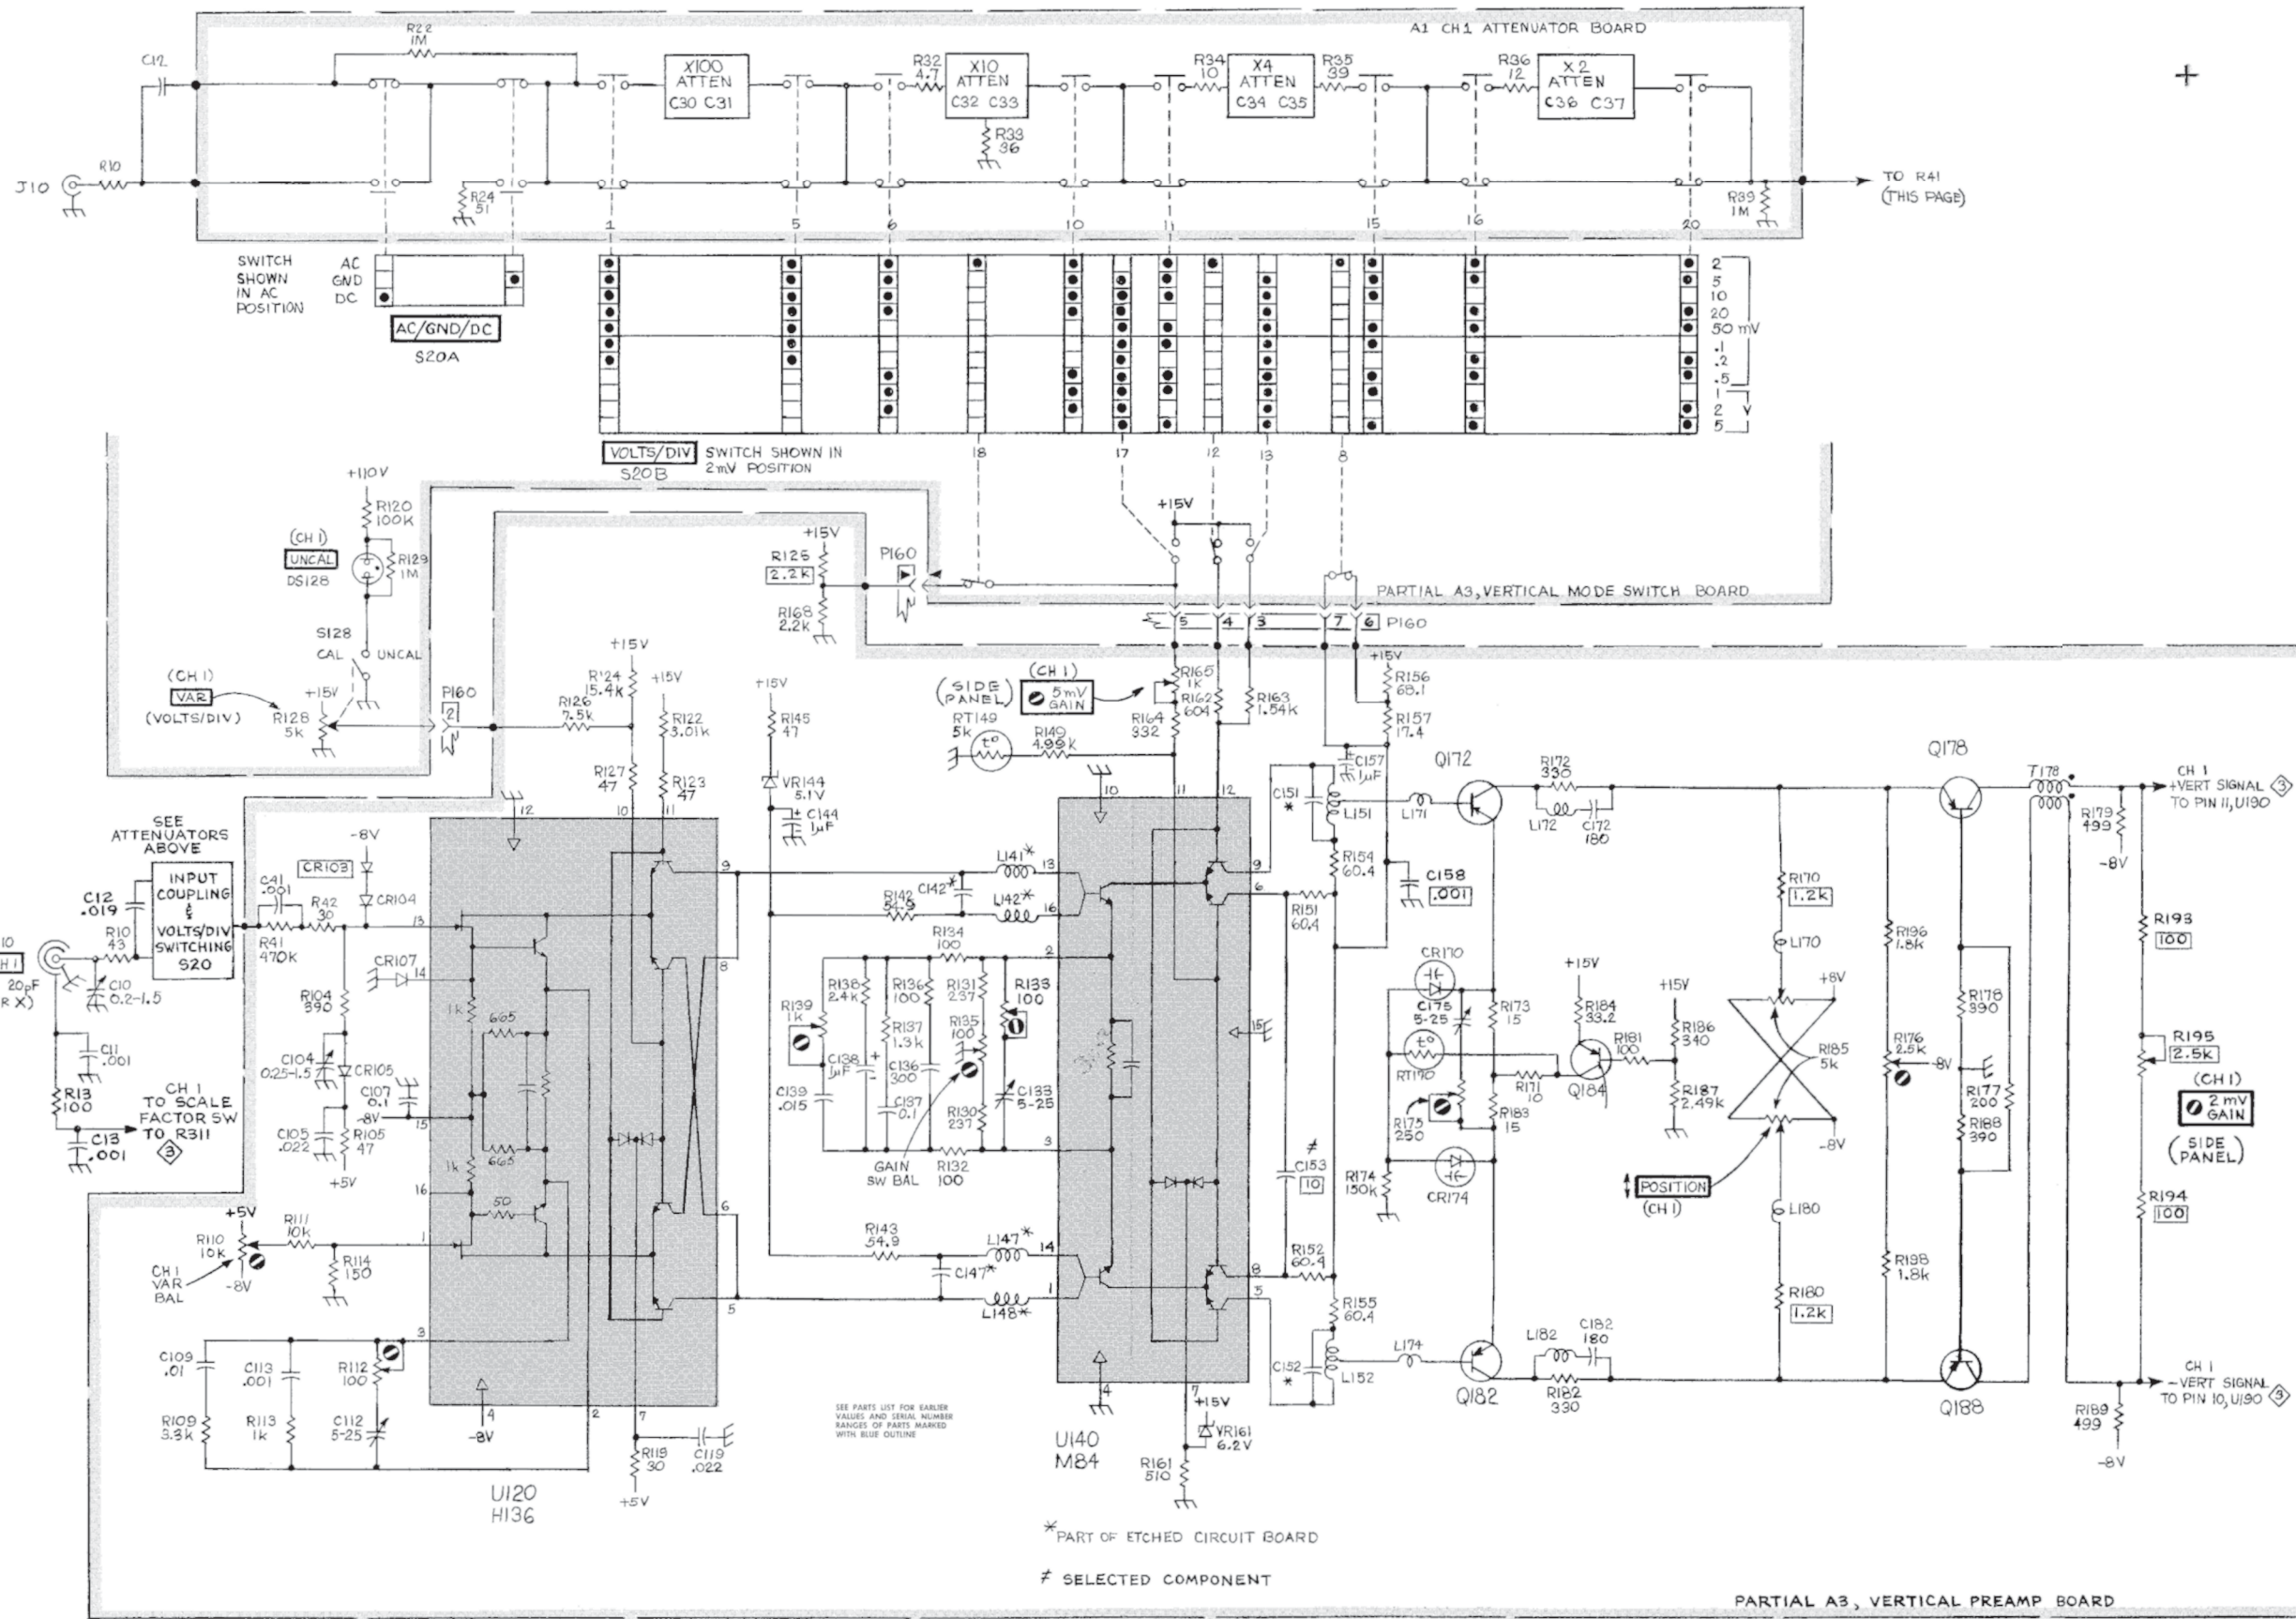 A1 CH1 ATTENUATOR BOARD
R22
1M
C12
X100
ATTEN
C30 C31
R32
4.7
X10
ATTEN
C32 C33
R33
36
R34
10
X4
ATTEN
C34 C35
R35
39
R36
12
X2
ATTEN
C36 C37
+
J10
R10
R24
51
R39
1M
TO R41
(THIS PAGE)
1
5
6
10
11
15
16
20
SWITCH
SHOWN
IN AC
POSITION
AC
GND
DC
AC/GND/DC
S20A
2
5
10
20
50 mV
.1
.2
.5
1
2 V
5
VOLTS/DIV
S20B
SWITCH SHOWN IN
2mV POSITION
18
17
12
13
8
+110V
R120
100K
(CH 1)
UNCAL
DS128
R129
1M
S128
CAL
UNCAL
(CH 1)
VAR
(VOLTS/DIV)
+15V
R128
5k
P160
2
+15V
R125
2.2k
R168
2.2k
P160
+15V
PARTIAL A3, VERTICAL MODE SWITCH BOARD
5 4 3 7 6 P160
+15V
R124
15.4k
R126
7.5k
+15V
R122
3.01k
R127
47
R123
47
+15V
R145
47
VR144
5.1V
C144
1µF
(SIDE
PANEL)
(CH 1)
5mV
GAIN
RT149
5k
t°
R149
4.99k
R165
1k
R164
332
R162
604
R163
1.54k
+15V
R156
68.1
R157
17.4
C157
1µF
Q172
R172
330
L172
C172
180
Q178
T178
CH 1
+VERT SIGNAL 3
TO PIN 11, U190
R179
499
-8V
SEE
ATTENUATORS
ABOVE
INPUT
COUPLING
&
VOLTS/DIV
SWITCHING
S20
C12
.019
R10
43
10
20pF
C10
0.2-1.5
C11
.001
R13
100
C13
.001
CH 1
TO SCALE
FACTOR SW
TO R311
3
C41
.001
R42
30
R41
470K
-8V
CR103
CR104
CR107
R104
390
C104
0.25-1.5
CR105
C107
0.1
-8V
C105
.022
R105
47
+5V
+5V
R110
10k
-8V
CH 1
VAR
BAL
R111
10k
R114
150
C109
.01
R109
3.3k
C113
.001
R113
1k
R112
100
C112
5-25
12
10
11
13
14
15
16
1
3
4
-8V
2
7
9
8
6
5
1k
665
665
1k
50
U120
H136
R119
30
+5V
C119
.022
L141*
C142*
L142*
R142
54.9
R134
100
R139
1k
R138
2.4k
R136
100
R131
237
R133
100
R137
1.3k
R135
100
C138
1µF
C136
300
C139
.015
C137
0.1
R130
237
C133
5-25
GAIN
SW BAL
R132
100
R143
54.9
L147*
C147*
L148*
10
11
12
13
16
2
3
14
1
4
7
9
6
15
8
5
U140
M84
+15V
VR161
6.2V
R161
510
C151
*
L151
L171
R154
60.4
R151
60.4
C158
.001
≠
C153
10
R152
60.4
R155
60.4
C152
*
L152
L174
CR170
C175
5-25
t°
RT170
R175
250
R174
150k
CR174
R173
15
R171
10
R183
15
+15V
R184
33.2
R181
100
Q184
+15V
R186
340
R187
2.49k
Q182
L182
C182
180
R182
330
R170
1.2k
L170
+8V
R185
5k
-8V
POSITION
(CH 1)
L180
R180
1.2k
R196
1.8k
R176
2.5k
-8V
R198
1.8k
R178
390
R177
200
R188
390
Q188
R193
100
R195
2.5k
(CH 1)
2 mV
GAIN
(SIDE
PANEL)
R194
100
R189
499
-8V
CH 1
-VERT SIGNAL 3
TO PIN 10, U190
SEE PARTS LIST FOR EARLIER
VALUES AND SERIAL NUMBER
RANGES OF PARTS MARKED
WITH BLUE OUTLINE
*PART OF ETCHED CIRCUIT BOARD
≠ SELECTED COMPONENT
PARTIAL A3, VERTICAL PREAMP BOARD